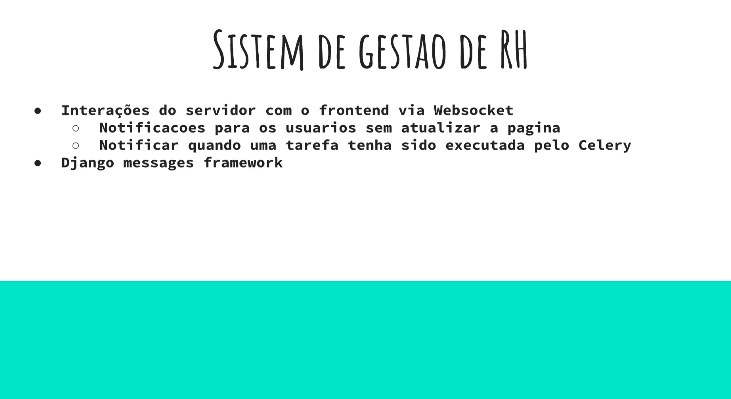 Sistem de gestao de RH
● Interações do servidor com o frontend via Websocket
○ Notificacoes para os usuarios sem atualizar a pagina
○ Notificar quando uma tarefa tenha sido executada pelo Celery
● Django messages framework